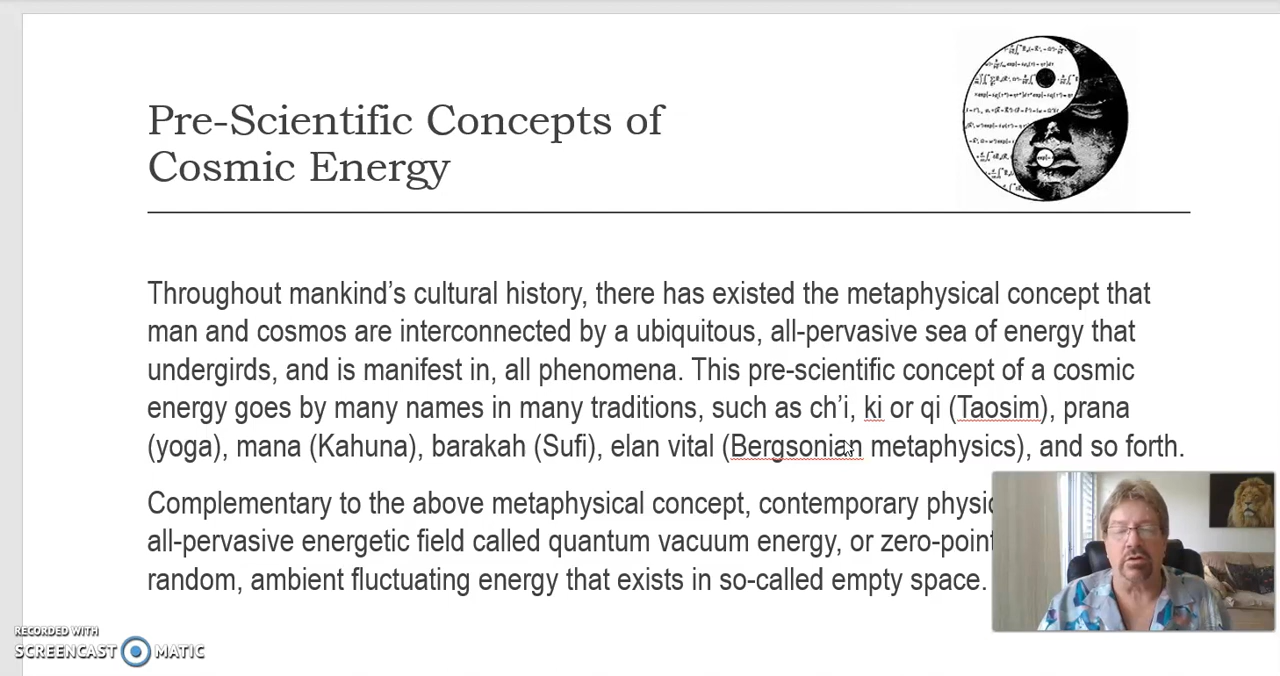 Pre-Scientific Concepts of
Cosmic Energy
Throughout mankind’s cultural history, there has existed the metaphysical concept that
man and cosmos are interconnected by a ubiquitous, all-pervasive sea of energy that
undergirds, and is manifest in, all phenomena. This pre-scientific concept of a cosmic
energy goes by many names in many traditions, such as ch’i, ki or qi (Taosim), prana
(yoga), mana (Kahuna), barakah (Sufi), elan vital (Bergsonian metaphysics), and so forth.
Complementary to the above metaphysical concept, contemporary
all-pervasive energetic field called quantum vacuum energy, or zero-point
random, ambient fluctuating energy that exists in so-called empty space.
RECORDED WITH
SCREENCAST MATIC